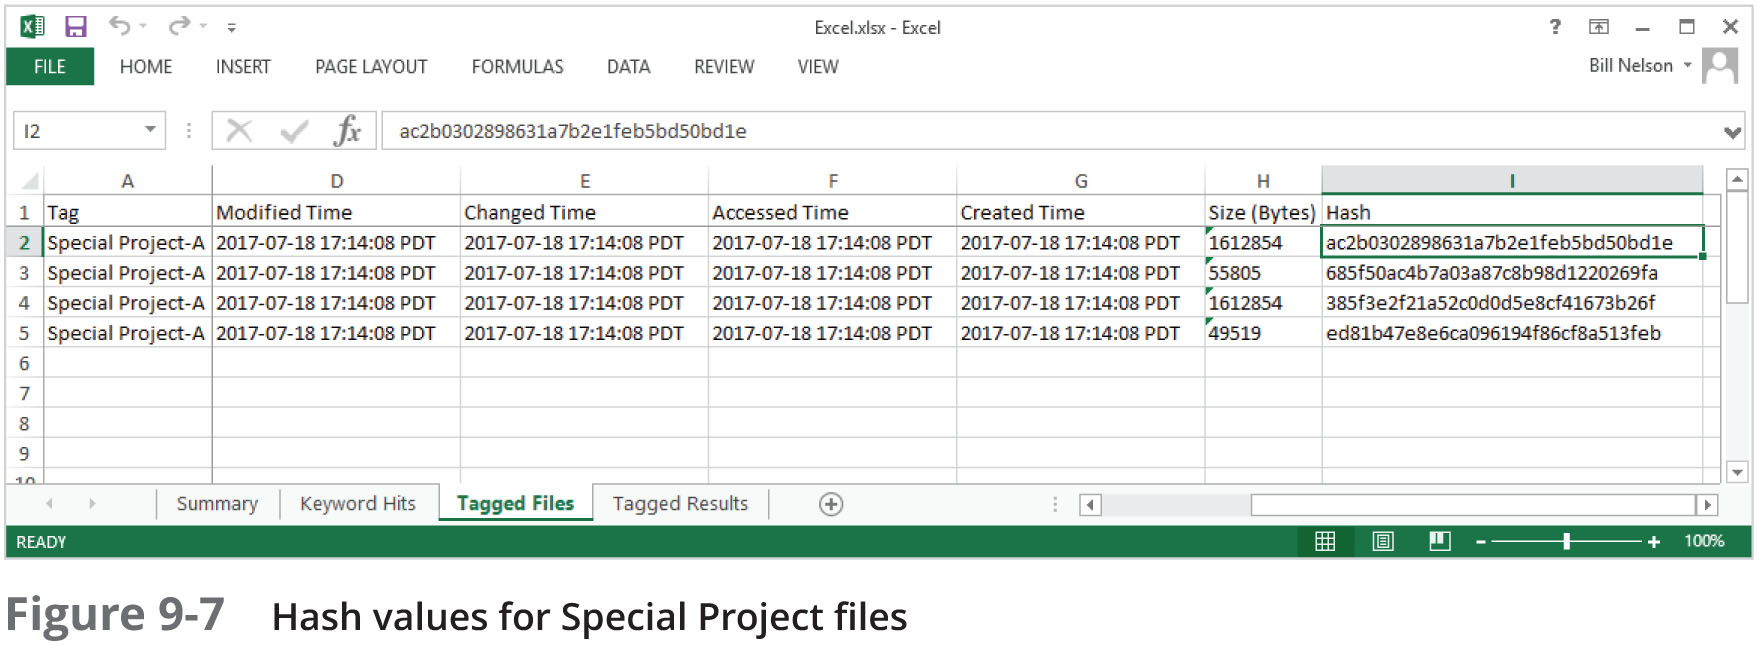 Excel.xlsx - Excel
?
FILE HOME INSERT PAGE LAYOUT FORMULAS DATA REVIEW VIEW Bill Nelson
I2 fx ac2b0302898631a7b2e1feb5bd50bd1e
A D E F G H I
1 Tag Modified Time Changed Time Accessed Time Created Time Size (Bytes) Hash
2 Special Project-A 2017-07-18 17:14:08 PDT 2017-07-18 17:14:08 PDT 2017-07-18 17:14:08 PDT 2017-07-18 17:14:08 PDT 1612854 ac2b0302898631a7b2e1feb5bd50bd1e
3 Special Project-A 2017-07-18 17:14:08 PDT 2017-07-18 17:14:08 PDT 2017-07-18 17:14:08 PDT 2017-07-18 17:14:08 PDT 55805 685f50ac4b7a03a87c8b98d1220269fa
4 Special Project-A 2017-07-18 17:14:08 PDT 2017-07-18 17:14:08 PDT 2017-07-18 17:14:08 PDT 2017-07-18 17:14:08 PDT 1612854 385f3e2f21a52c0d0d5e8cf41673b26f
5 Special Project-A 2017-07-18 17:14:08 PDT 2017-07-18 17:14:08 PDT 2017-07-18 17:14:08 PDT 2017-07-18 17:14:08 PDT 49519 ed81b47e8e6ca096194f86cf8a513feb
6
7
8
9
10
Summary Keyword Hits Tagged Files Tagged Results
READY 100%
Figure 9-7 Hash values for Special Project files